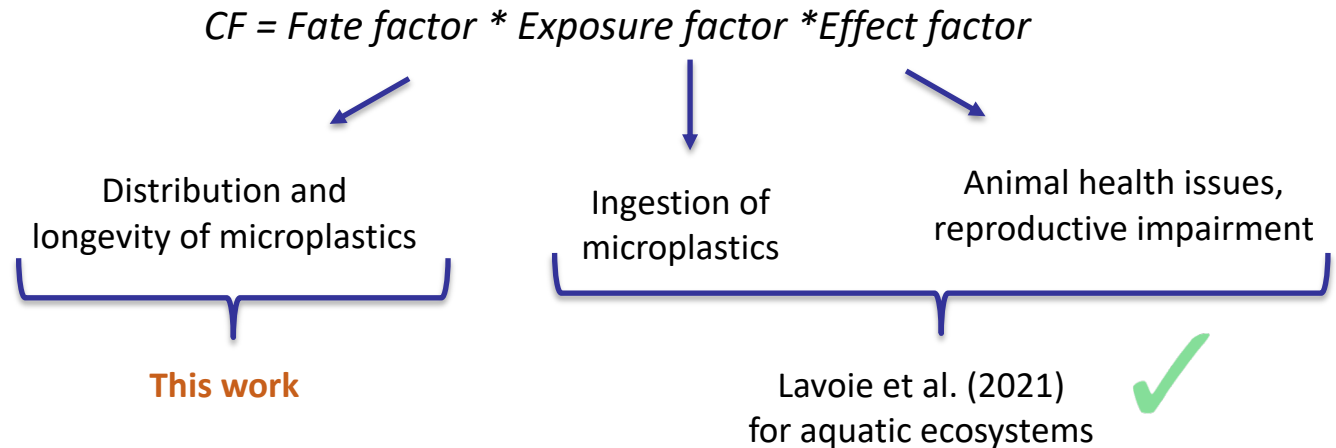 CF = Fate factor * Exposure factor *Effect factor
Distribution and
longevity of microplastics
Ingestion of
microplastics
Animal health issues,
reproductive impairment
This work
Lavoie et al. (2021)
for aquatic ecosystems